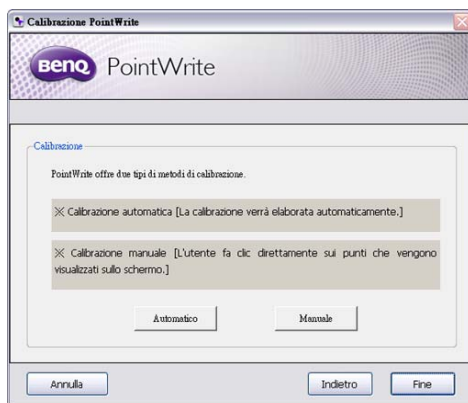 Calibrazione PointWrite
BenQ PointWrite
Calibrazione
PointWrite offre due tipi di metodi di calibrazione.
※ Calibrazione automatica [La calibrazione verrà elaborata automaticamente.]
※ Calibrazione manuale [L'utente fa clic direttamente sui punti che vengono
visualizzati sullo schermo.]
Automatico Manuale
Annulla Indietro Fine